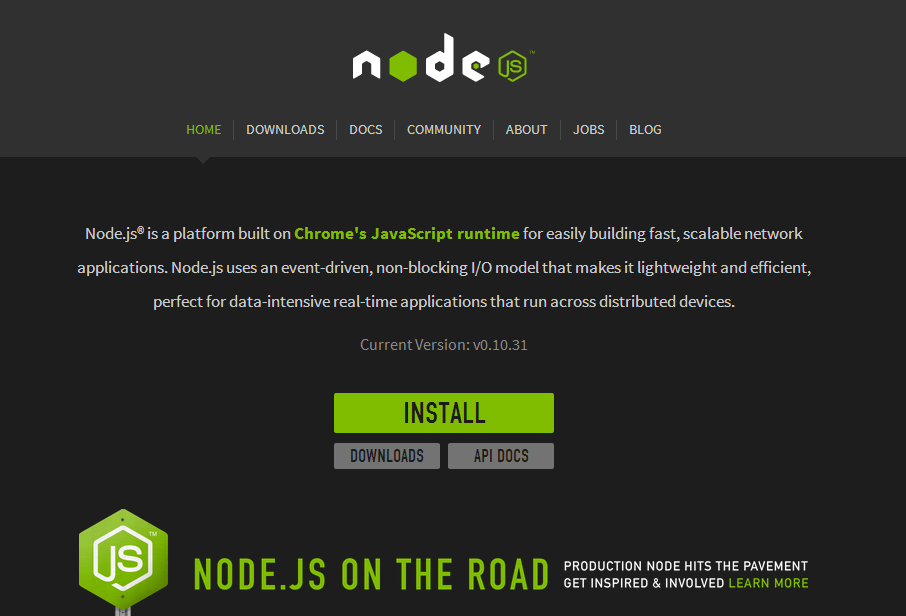 node JS™
HOME DOWNLOADS DOCS COMMUNITY ABOUT JOBS BLOG
Node.js® is a platform built on Chrome's JavaScript runtime for easily building fast, scalable network
applications. Node.js uses an event-driven, non-blocking I/O model that makes it lightweight and efficient,
perfect for data-intensive real-time applications that run across distributed devices.
Current Version: v0.10.31
INSTALL
DOWNLOADS API DOCS
JS™
NODE.JS ON THE ROAD
PRODUCTION NODE HITS THE PAVEMENT
GET INSPIRED & INVOLVED LEARN MORE